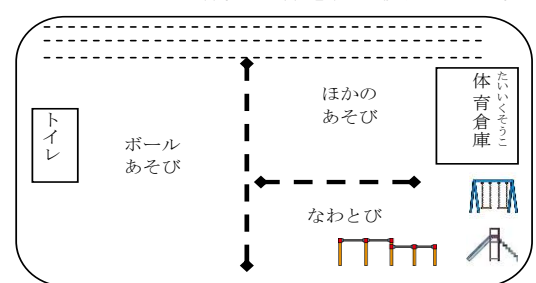 ほかの
あそび
たいいくそうこ
体育倉庫
トイレ
ボール
あそび
なわとび